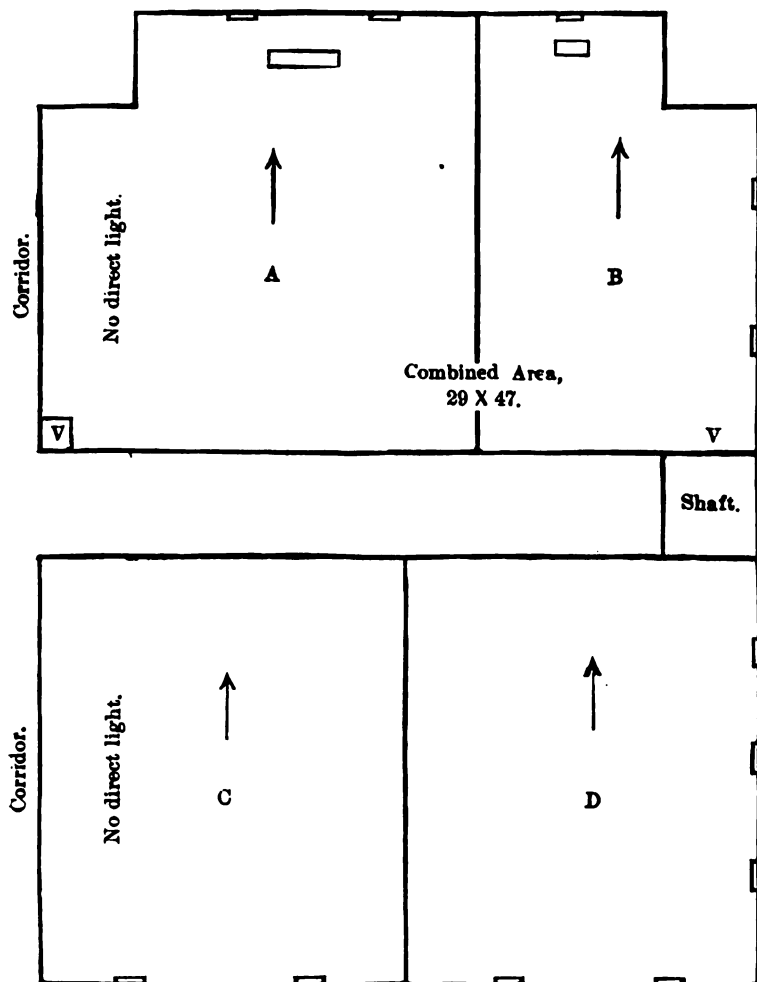 Corridor.
No direct light.
A
B
Combined Area,
29 X 47.
V
V
Shaft.
Corridor.
No direct light.
C
D